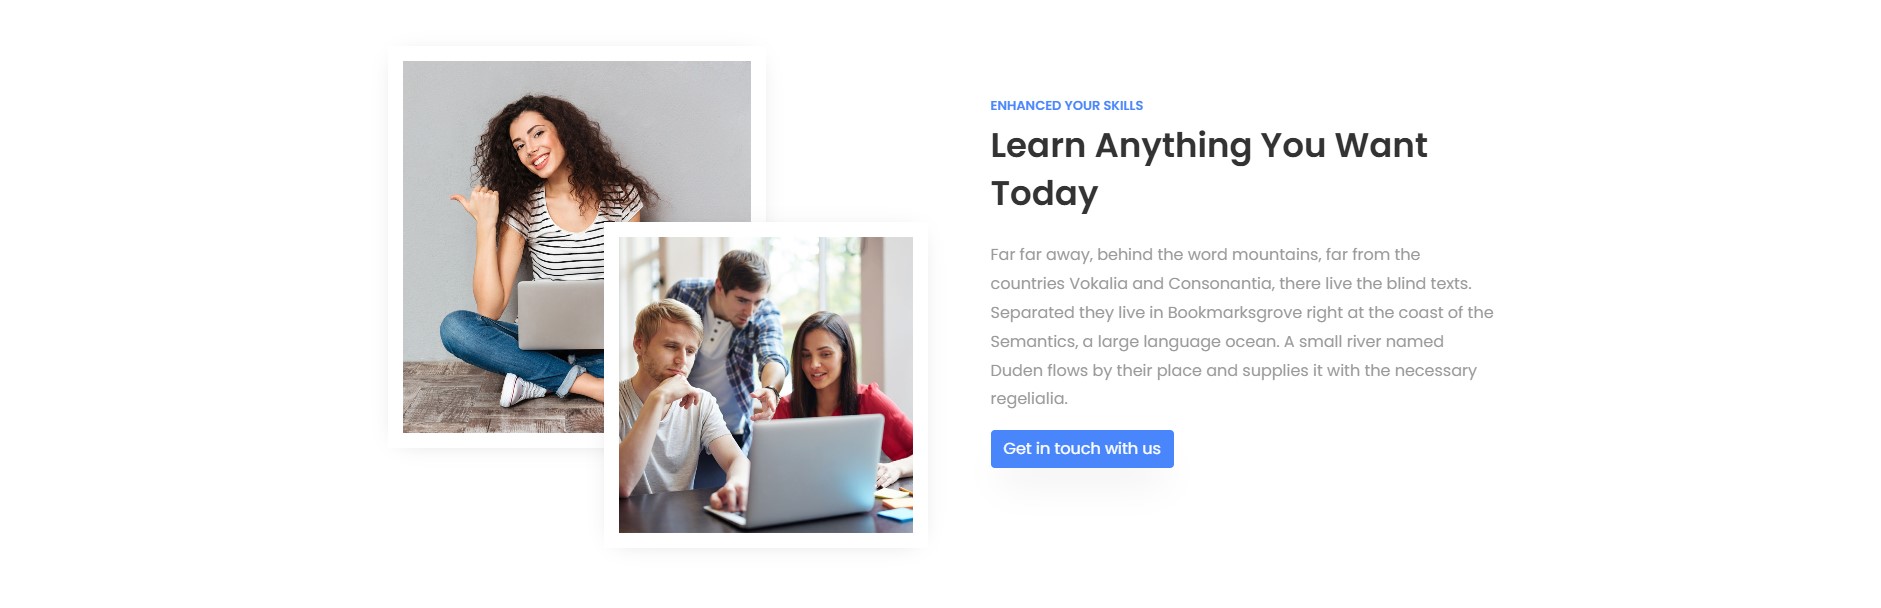 ENHANCED YOUR SKILLS
Learn Anything You Want
Today
Far far away, behind the word mountains, far from the
countries Vokalia and Consonantia, there live the blind texts.
Separated they live in Bookmarksgrove right at the coast of the
Semantics, a large language ocean. A small river named
Duden flows by their place and supplies it with the necessary
regelialia.
Get in touch with us